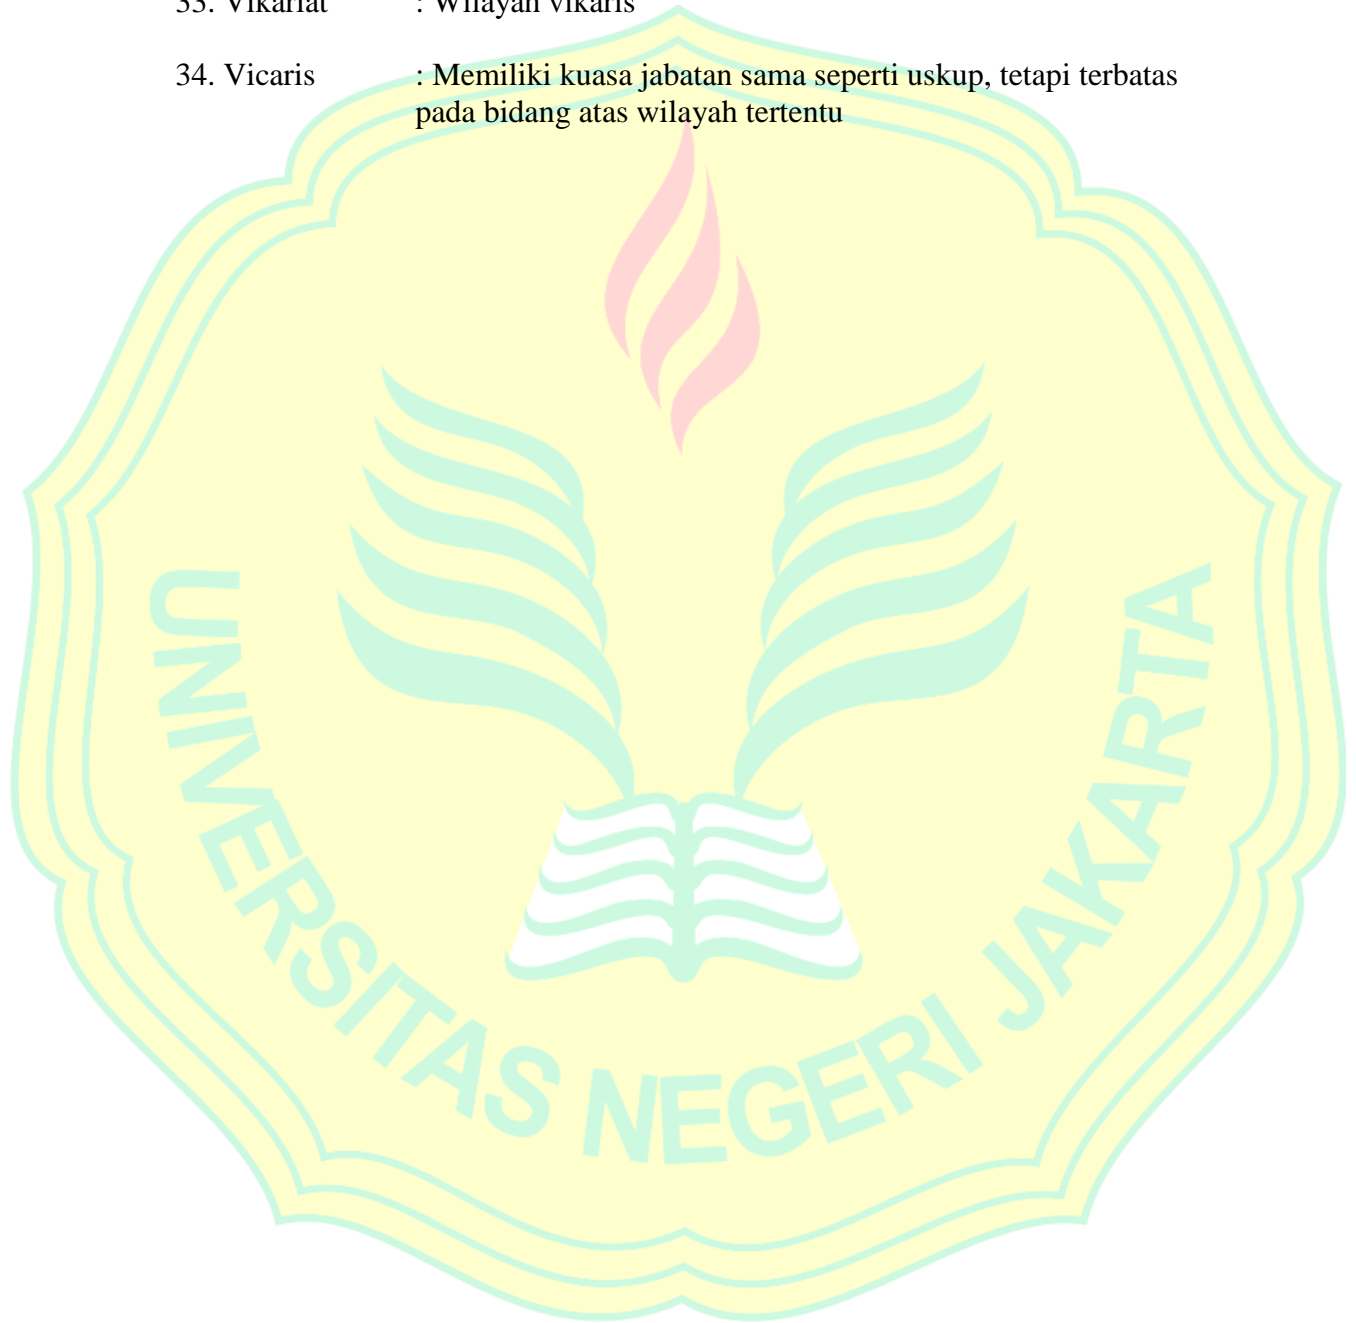 33. Vikariat : Wilayah vikaris
34. Vicaris : Memiliki kuasa jabatan sama seperti uskup, tetapi terbatas
pada bidang atas wilayah tertentu
UNIVERSITAS NEGERI JAKARTA